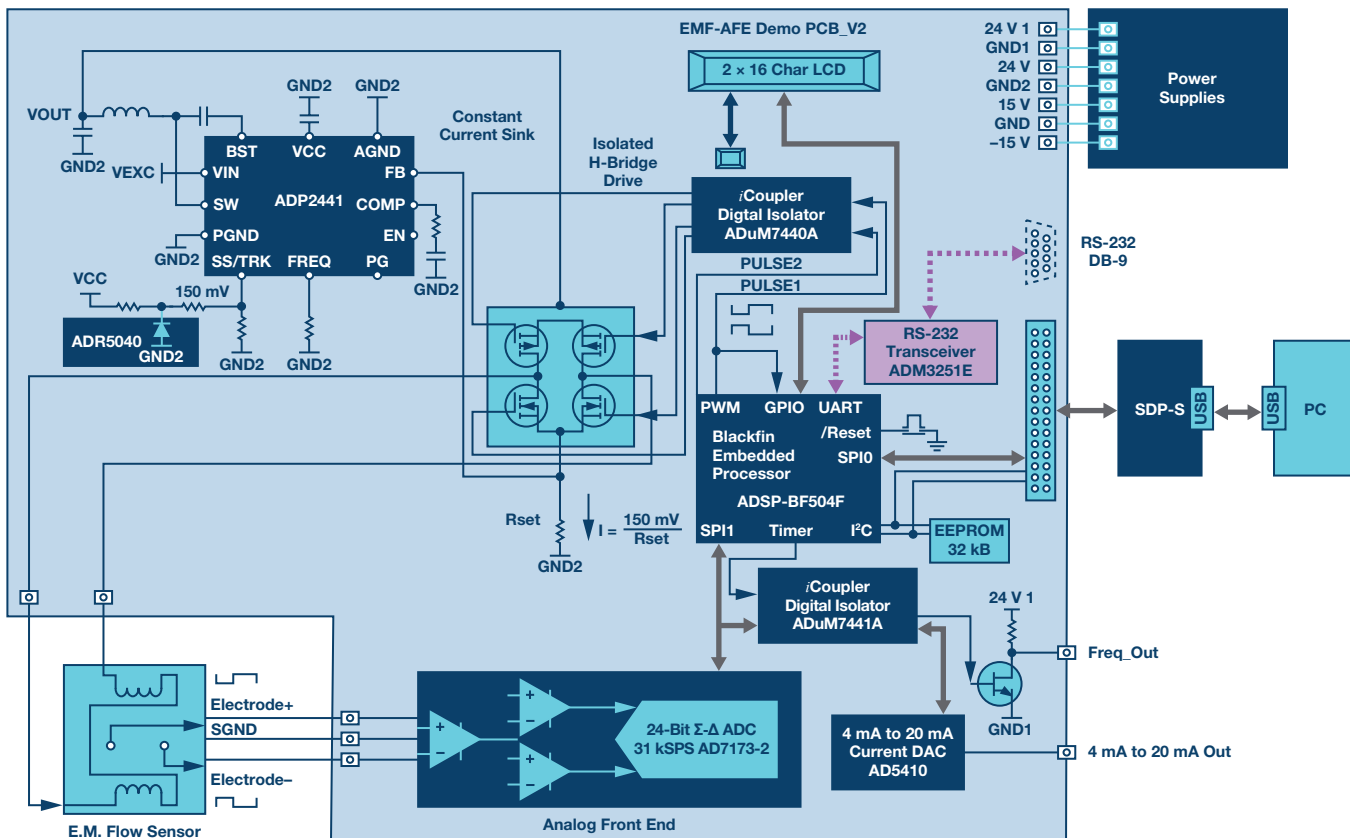 EMF-AFE Demo PCB_V2
2 × 16 Char LCD
24 V 1
GND1
24 V
GND2
15 V
GND
–15 V
Power
Supplies
VOUT
GND2
GND2
GND2
Constant
Current Sink
BST
VCC
AGND
VEXC
VIN
FB
ADP2441
SW
COMP
PGND
EN
GND2
SS/TRK
FREQ
PG
GND2
VCC
150 mV
ADR5040
GND2
GND2
GND2
Isolated
H-Bridge
Drive
iCoupler
Digtal Isolator
ADuM7440A
PULSE2
PULSE1
RS-232
DB-9
RS-232
Transceiver
ADM3251E
PWM
GPIO
UART
/Reset
Blackfin
Embedded
Processor
SPI0
ADSP-BF504F
SPI1
Timer
I²C
EEPROM
32 kB
SDP-S
USB
USB
PC
Rset
I = 150 mV
Rset
GND2
iCoupler
Digital Isolator
ADuM7441A
24 V 1
Freq_Out
GND1
4 mA to 20 mA
Current DAC
AD5410
4 mA to 20 mA Out
Electrode+
SGND
Electrode–
E.M. Flow Sensor
+
–
+
–
+
–
24-Bit Σ-Δ ADC
31 kSPS AD7173-2
Analog Front End